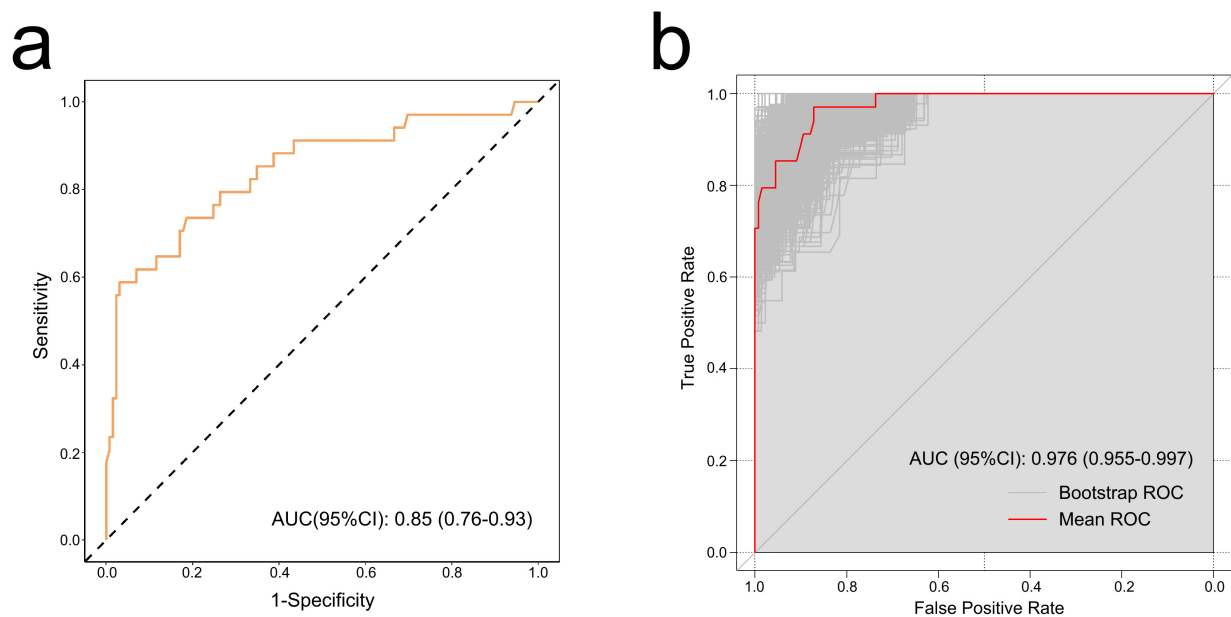 a
1.0
0.8
0.6
0.4
0.2
0.0
Sensitivity
AUC(95%CI): 0.85 (0.76-0.93)
0.0 0.2 0.4 0.6 0.8 1.0
1-Specificity
b
1.0
0.8
0.6
0.4
0.2
0.0
True Positive Rate
AUC (95%CI): 0.976 (0.955-0.997)
Bootstrap ROC
Mean ROC
1.0 0.8 0.6 0.4 0.2 0.0
False Positive Rate